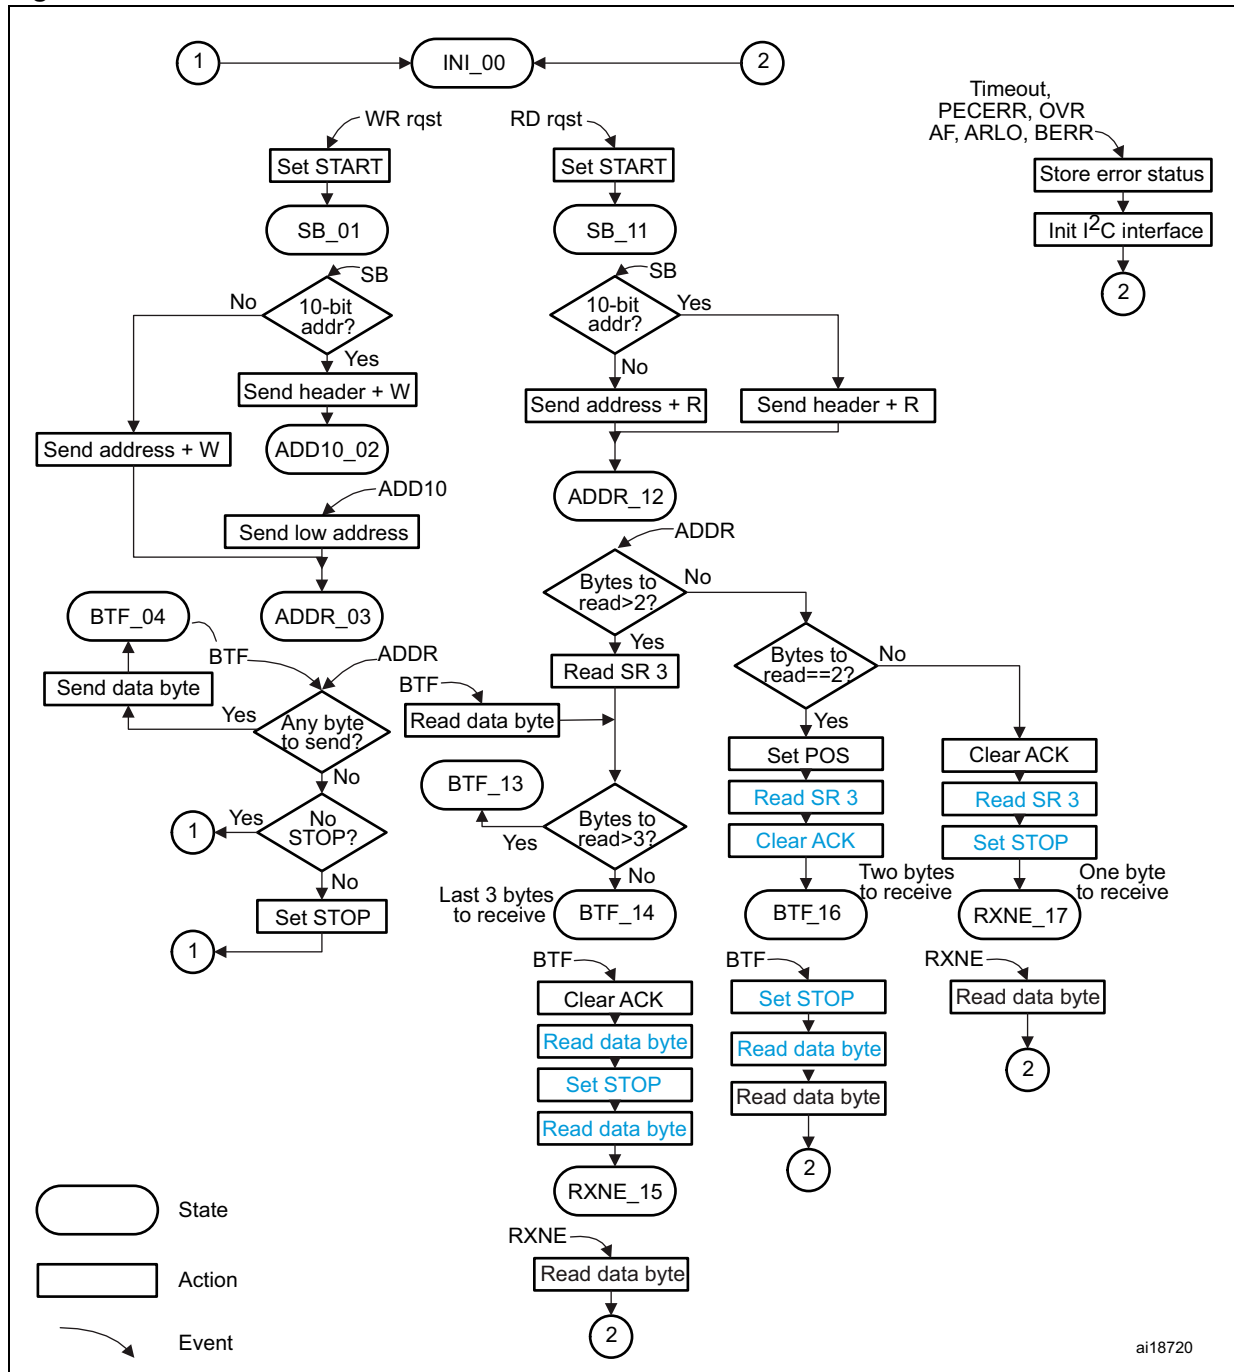 1
INI_00
2
WR rqst
RD rqst
Timeout,
PECERR, OVR
AF, ARLO, BERR
Set START
Set START
Store error status
SB_01
SB_11
Init I2C interface
SB
SB
2
No
10-bit
addr?
Yes
10-bit
addr?
Yes
No
Send header + W
Send address + R
Send header + R
Send address + W
ADD10_02
ADD10
ADDR_12
Send low address
ADDR
BTF_04
ADDR_03
Bytes to
read>2?
No
Yes
BTF
ADDR
Bytes to
read==2?
No
Send data byte
Read SR 3
BTF
Yes
Any byte
to send?
Read data byte
Yes
No
Set POS
Clear ACK
BTF_13
Read SR 3
Read SR 3
1
Yes
No
STOP?
Yes
Bytes to
read>3?
Clear ACK
Set STOP
No
No
Last 3 bytes
to receive
Two bytes
to receive
One byte
to receive
Set STOP
BTF_14
BTF_16
RXNE_17
1
BTF
BTF
RXNE
Clear ACK
Set STOP
Read data byte
Read data byte
Read data byte
2
Set STOP
Read data byte
Read data byte
2
RXNE_15
State
RXNE
Read data byte
Action
2
Event
ai18720